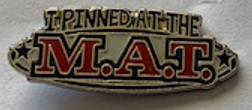 I PINNED AT THE
M.A.T.